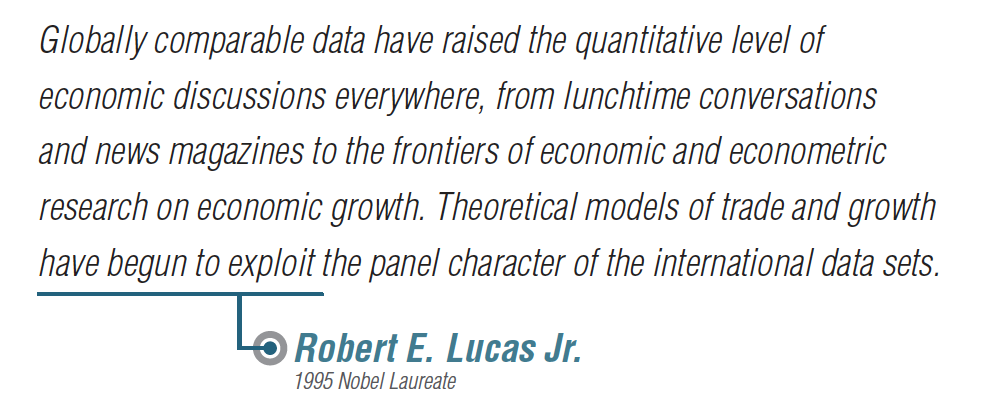 Globally comparable data have raised the quantitative level of
economic discussions everywhere, from lunchtime conversations
and news magazines to the frontiers of economic and econometric
research on economic growth. Theoretical models of trade and growth
have begun to exploit the panel character of the international data sets.
Robert E. Lucas Jr.
1995 Nobel Laureate